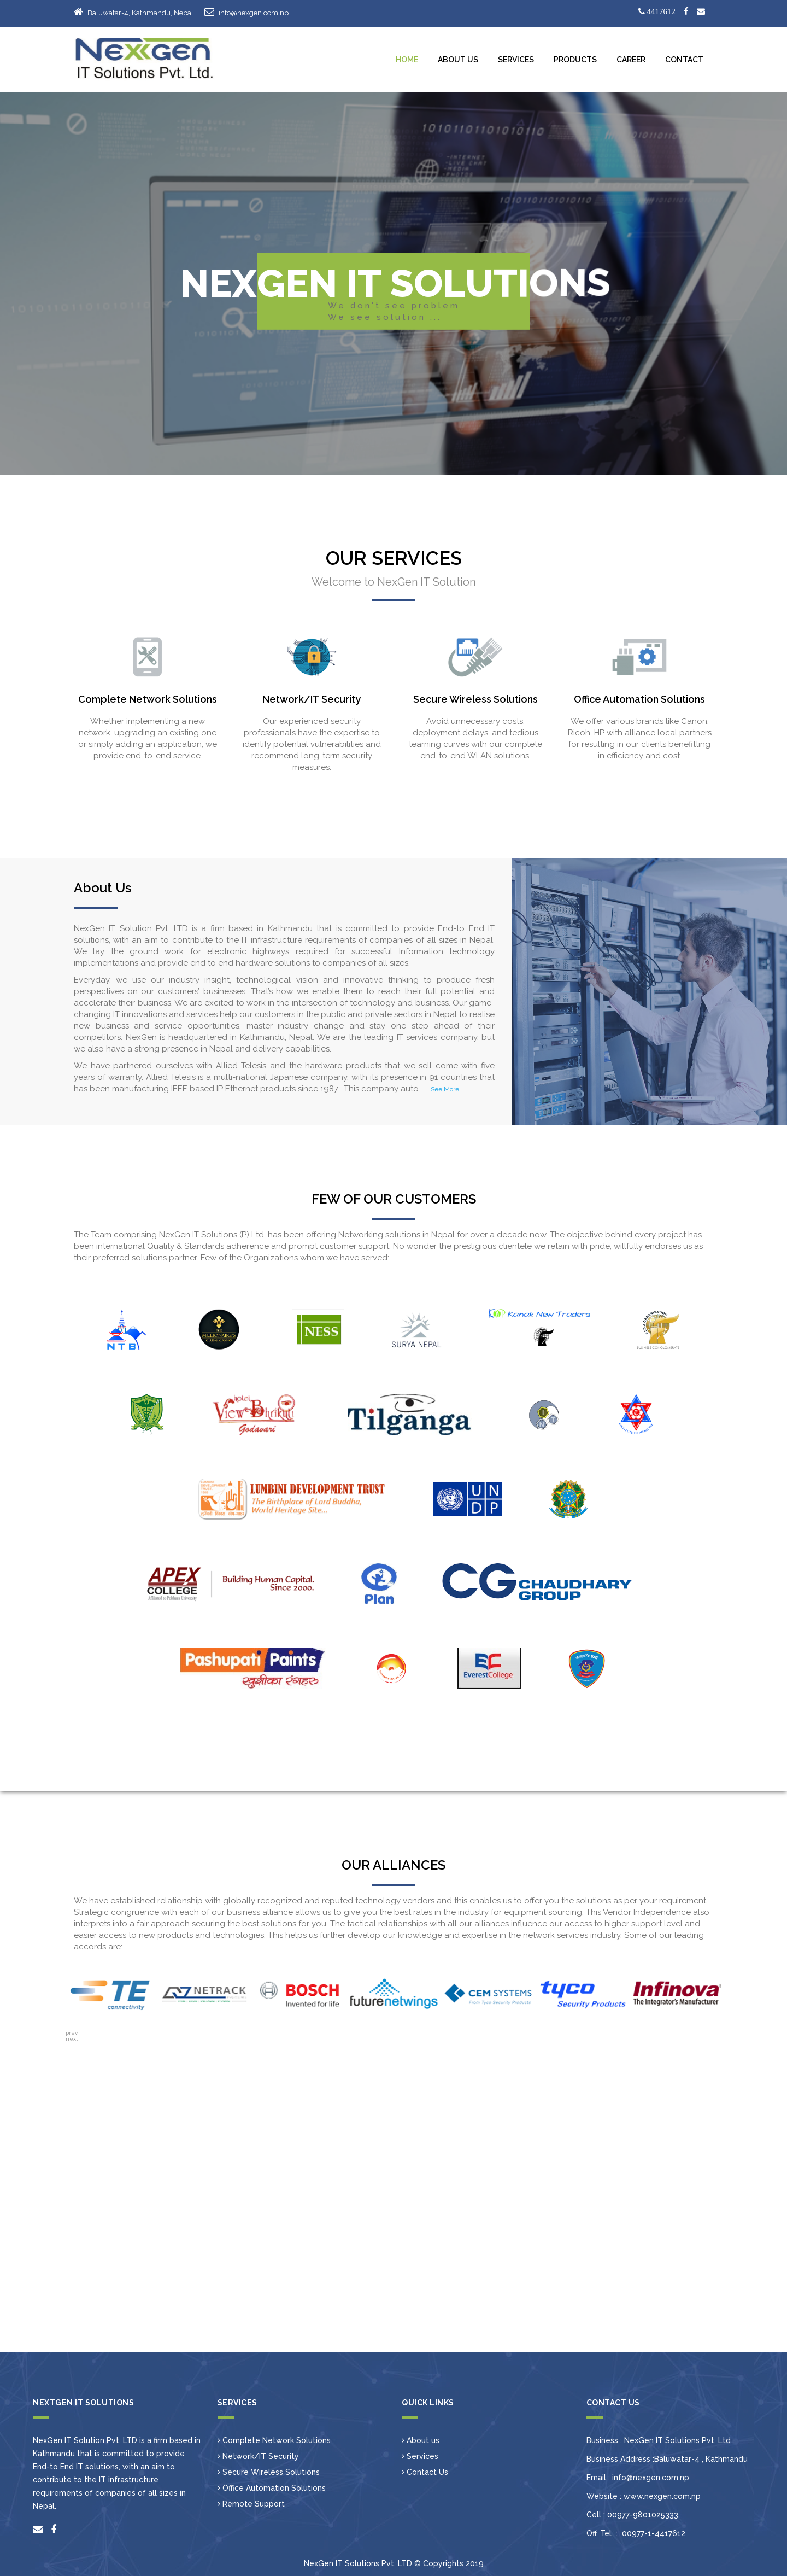 Baluwatar-4, Kathmandu, Nepal info@nexgen.com.np 4417612
NexGen
IT Solutions Pvt. Ltd.
HOME ABOUT US SERVICES PRODUCTS CAREER CONTACT
NEXGEN IT SOLUTIONS
We don't see problem
We see solution
OUR SERVICES
Welcome to NexGen IT Solution
Complete Network Solutions
Whether implementing a new
network, upgrading an existing one
or simply adding an application, we
provide end-to-end service.
Network/IT Security
Our experienced security
professionals have the expertise to
identify potential vulnerabilities and
recommend long-term security
measures.
Secure Wireless Solutions
Avoid unnecessary costs,
deployment delays, and tedious
learning curves with our complete
end-to-end WLAN solutions.
Office Automation Solutions
We offer various brands like Canon,
Ricoh, HP with alliance local partners
for resulting in our clients benefitting
in efficiency and cost.
About Us
NexGen IT Solution Pvt. LTD is a firm based in Kathmandu that is committed to provide End-to End IT
solutions, with an aim to contribute to the IT infrastructure requirements of companies of all sizes in Nepal.
We lay the ground work for electronic highways required for successful Information technology
implementations and provide end to end hardware solutions to companies of all sizes.
Everyday, we use our industry insight, technological vision and innovative thinking to produce fresh
perspectives on our customers' businesses. That's how we enable them to reach their full potential and
accelerate their business. We are excited to work in the intersection of technology and business. Our game-
changing IT innovations and services help our customers in the public and private sectors in Nepal to realise
new business and service opportunities, master industry change and stay one step ahead of their
competitors. NexGen is headquartered in Kathmandu, Nepal. We are the leading IT services company, but
we also have a strong presence in Nepal and delivery capabilities.
We have partnered ourselves with Allied Telesis and the hardware products that we sell come with five
years of warranty. Allied Telesis is a multi-national Japanese company, with its presence in 91 countries that
has been manufacturing IEEE based IP Ethernet products since 1987. This company auto...... See More
FEW OF OUR CUSTOMERS
The Team comprising NexGen IT Solutions (P) Ltd. has been offering Networking solutions in Nepal for over a decade now. The objective behind every project has
been international Quality & Standards adherence and prompt customer support. No wonder the prestigious clientele we retain with pride, willfully endorses us as
their preferred solutions partner. Few of the Organizations whom we have served:
NTB
NESS
SURYA NEPAL
Kanak New Traders
hotel
View Bhrikuti
Godavari
Tilganga
LUMBINI DEVELOPMENT TRUST
The Birthplace of Lord Buddha,
World Heritage Site...
UN
DP
APEX
COLLEGE
Affiliated to Pokhara University
Building Human Capital.
Since 2000.
Plan
CG CHAUDHARY
GROUP
Pashupati Paints
खुशीका रंगहरू
EC
EverestCollege
OUR ALLIANCES
We have established relationship with globally recognized and reputed technology vendors and this enables us to offer you the solutions as per your requirement.
Strategic congruence with each of our business alliance allows us to give you the best rates in the industry for equipment sourcing. This Vendor Independence also
interprets into a fair approach securing the best solutions for you. The tactical relationships with all our alliances influence our access to higher support level and
easier access to new products and technologies. This helps us further develop our knowledge and expertise in the network services industry. Some of our leading
accords are:
TE
connectivity
NETRACK
BOSCH
Invented for life
futurenetwings
CEM SYSTEMS
From Tyco Security Products
tyco
Security Products
Infinova
The Integrator's Manufacturer
prev
next
NEXTGEN IT SOLUTIONS
NexGen IT Solution Pvt. LTD is a firm based in
Kathmandu that is committed to provide
End-to End IT solutions, with an aim to
contribute to the IT infrastructure
requirements of companies of all sizes in
Nepal.
SERVICES
Complete Network Solutions
Network/IT Security
Secure Wireless Solutions
Office Automation Solutions
Remote Support
QUICK LINKS
About us
Services
Contact Us
CONTACT US
Business : NexGen IT Solutions Pvt. Ltd
Business Address :Baluwatar-4 , Kathmandu
Email : info@nexgen.com.np
Website : www.nexgen.com.np
Cell : 00977-9801025333
Off. Tel : 00977-1-4417612
NexGen IT Solutions Pvt. LTD © Copyrights 2019